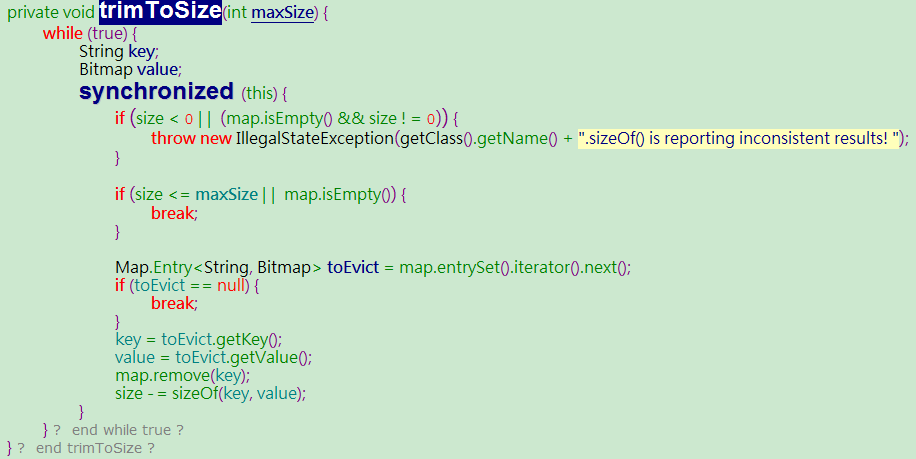 private void trimToSize(int maxSize) {
while (true) {
String key;
Bitmap value;
synchronized (this) {
if (size < 0 || (map.isEmpty() && size != 0)) {
throw new IllegalStateException(getClass().getName() + ".sizeOf() is reporting inconsistent results! ");
}
if (size <= maxSize || map.isEmpty()) {
break;
}
Map.Entry<String, Bitmap> toEvict = map.entrySet().iterator().next();
if (toEvict == null) {
break;
}
key = toEvict.getKey();
value = toEvict.getValue();
map.remove(key);
size -= sizeOf(key, value);
}
} ? end while true ?
} ? end trimToSize ?